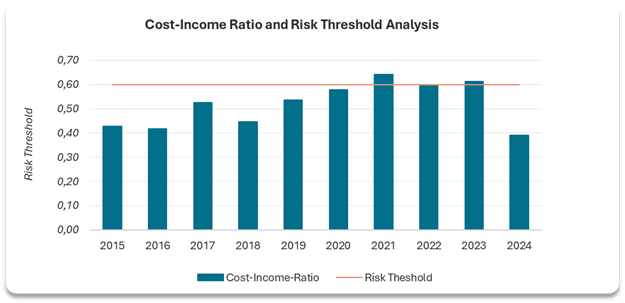 Cost-Income Ratio and Risk Threshold Analysis
0,70
0,60
0,50
0,40
0,30
0,20
0,10
0,00
Risk Threshold
2015 2016 2017 2018 2019 2020 2021 2022 2023 2024
Cost-Income-Ratio Risk Theshold